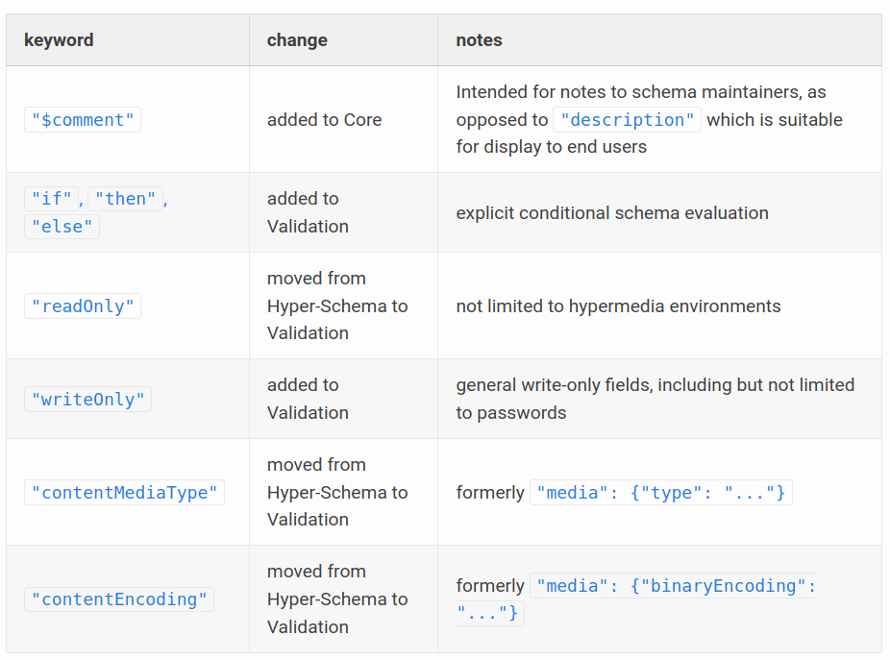 keyword change notes
"$comment" added to Core Intended for notes to schema maintainers, as
opposed to "description" which is suitable
for display to end users
"if", "then",
"else"
added to
Validation
explicit conditional schema evaluation
"readOnly"
moved from
Hyper-Schema to
Validation
not limited to hypermedia environments
"writeOnly"
added to
Validation
general write-only fields, including but not limited
to passwords
"contentMediaType"
moved from
Hyper-Schema to
Validation
formerly "media": {"type": "..."}
"contentEncoding"
moved from
Hyper-Schema to
Validation
formerly "media": {"binaryEncoding":
"..."}